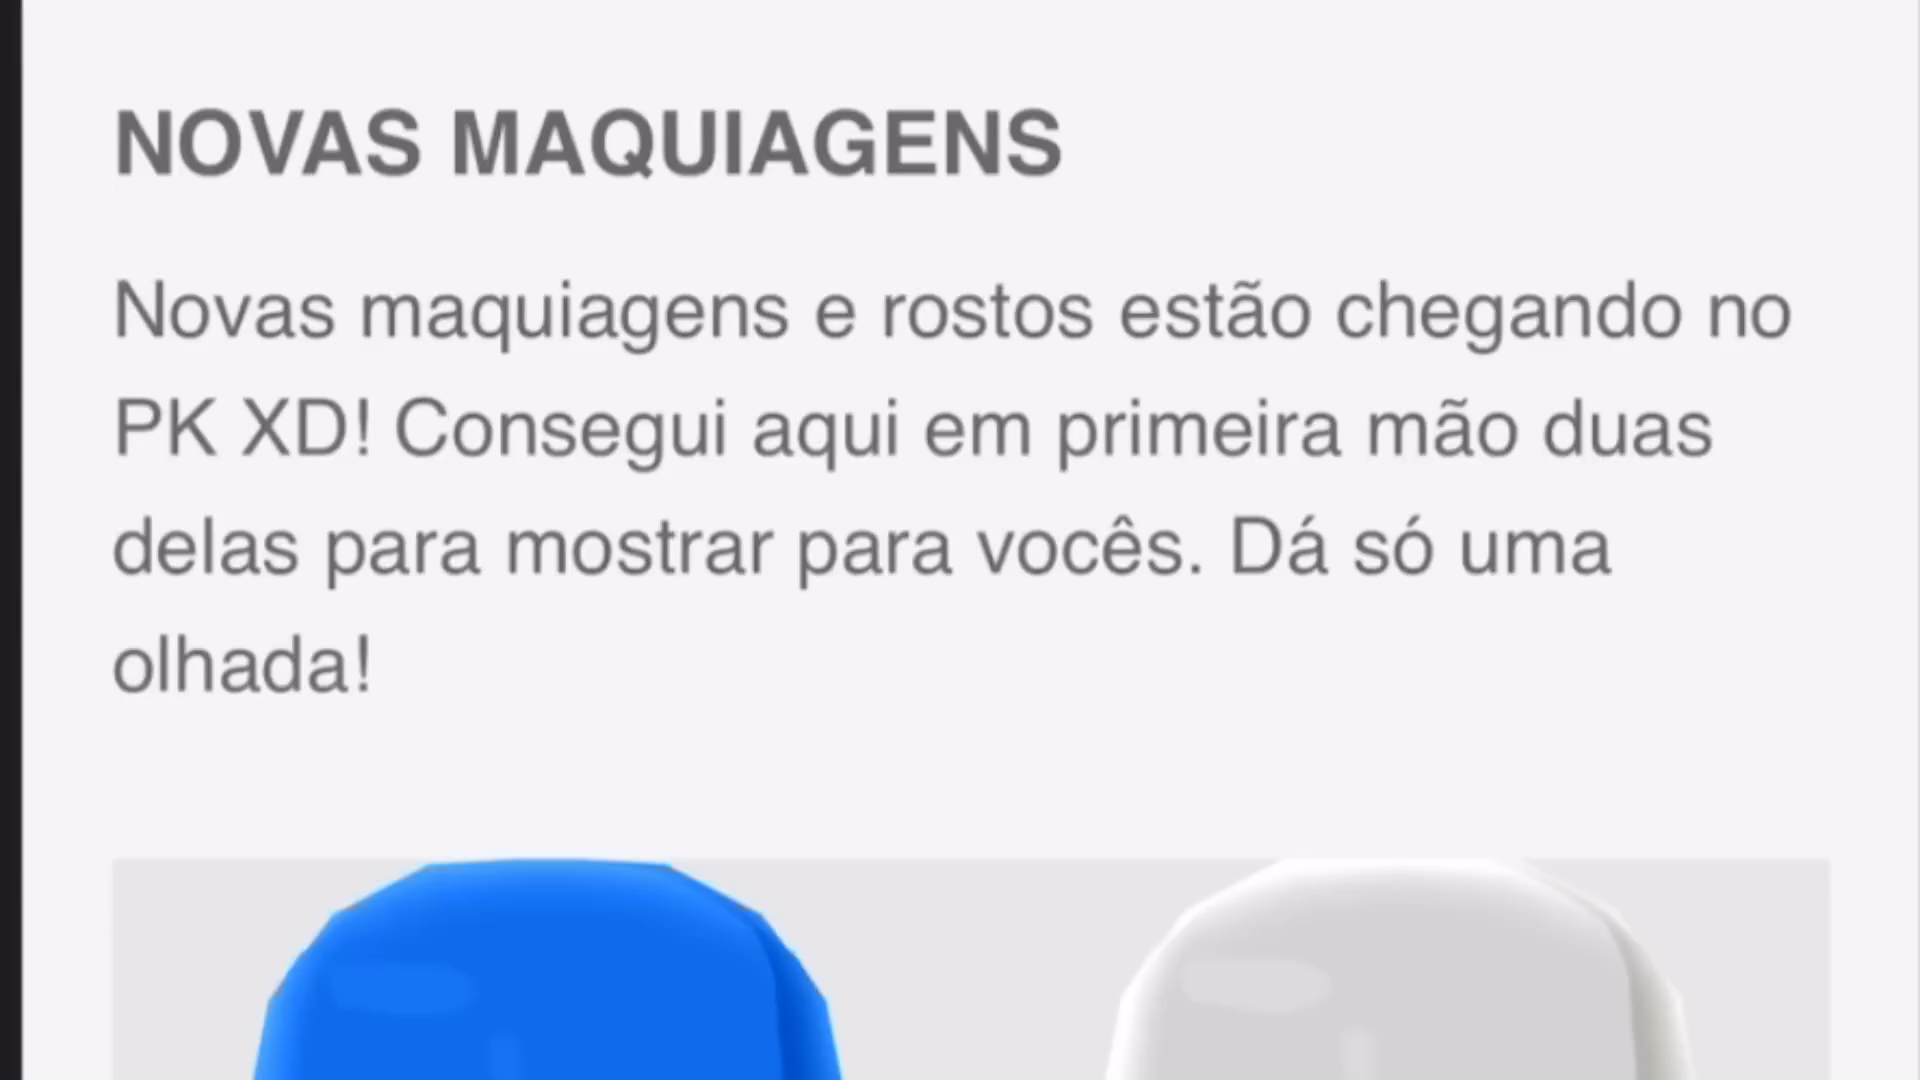 NOVAS MAQUIAGENS
Novas maquiagens e rostos estão chegando no
PK XD! Consegui aqui em primeira mão duas
delas para mostrar para vocês. Dá só uma
olhada!